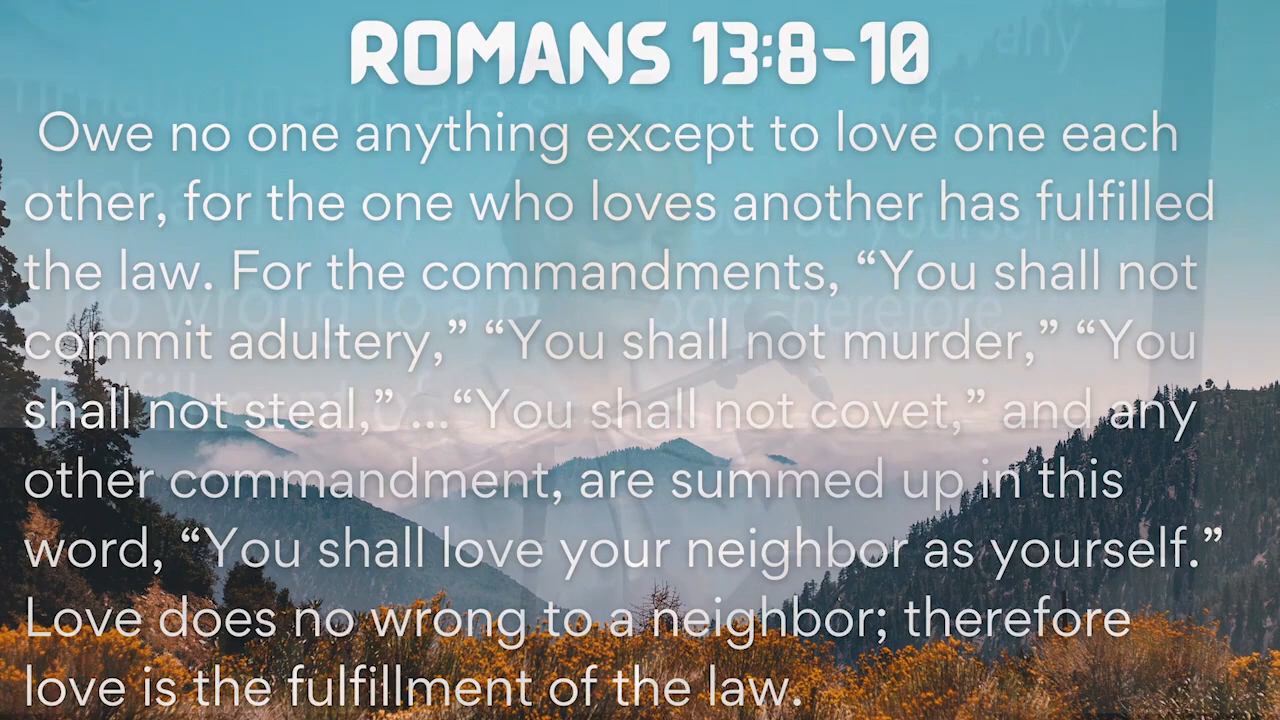 ROMANS 13:8-10
Owe no one anything except to love one each
other, for the one who loves another has fulfilled
the law. For the commandments, “You shall not
commit adultery,” “You shall not murder,” “You
shall not steal,”... “You shall not covet,” and any
other commandment, are summed up in this
word, “You shall love your neighbor as yourself.”
Love does no wrong to a neighbor; therefore
love is the fulfillment of the law.